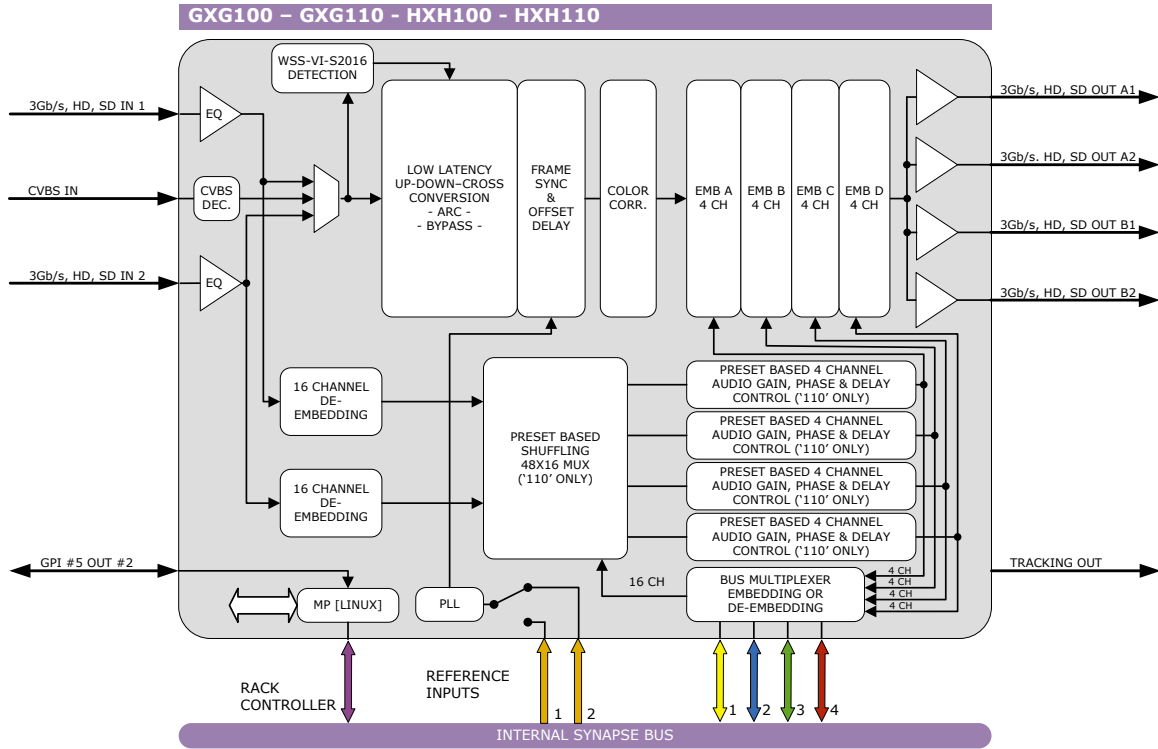 GXG100 – GXG110 - HXH100 - HXH110
WSS-VI-S2016
DETECTION
3Gb/s, HD, SD IN 1
EQ
CVBS IN
CVBS
DEC.
3Gb/s, HD, SD IN 2
EQ
LOW LATENCY
UP-DOWN–CROSS
CONVERSION
- ARC -
- BYPASS -
FRAME
SYNC
&
OFFSET
DELAY
COLOR
CORR.
EMB A
4 CH
EMB B
4 CH
EMB C
4 CH
EMB D
4 CH
3Gb/s, HD, SD OUT A1
3Gb/s. HD, SD OUT A2
3Gb/s, HD, SD OUT B1
3Gb/s, HD, SD OUT B2
16 CHANNEL
DE-
EMBEDDING
16 CHANNEL
DE-
EMBEDDING
PRESET BASED
SHUFFLING
48X16 MUX
(‘110’ ONLY)
PRESET BASED 4 CHANNEL
AUDIO GAIN, PHASE & DELAY
CONTROL (‘110’ ONLY)
PRESET BASED 4 CHANNEL
AUDIO GAIN, PHASE & DELAY
CONTROL (‘110’ ONLY)
PRESET BASED 4 CHANNEL
AUDIO GAIN, PHASE & DELAY
CONTROL (‘110’ ONLY)
PRESET BASED 4 CHANNEL
AUDIO GAIN, PHASE & DELAY
CONTROL (‘110’ ONLY)
GPI #5 OUT #2
MP [LINUX]
PLL
16 CH
BUS MULTIPLEXER
EMBEDDING OR
DE-EMBEDDING
4 CH
4 CH
4 CH
4 CH
TRACKING OUT
RACK
CONTROLLER
REFERENCE
INPUTS
1
2
1
2
3
4
INTERNAL SYNAPSE BUS